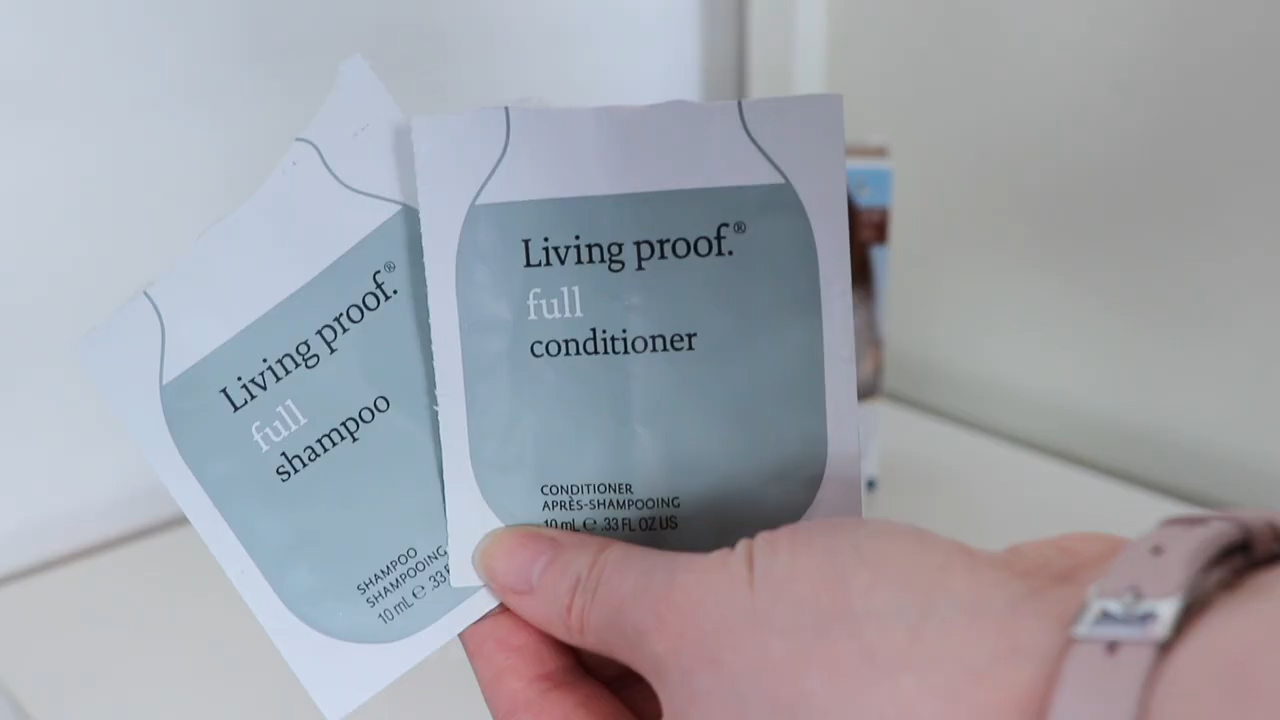 Living proof.®
full
shampoo
SHAMPOO
SHAMPOOING
10 mL ℮ .33
Living proof.®
full
conditioner
CONDITIONER
APRÈS-SHAMPOOING
10 mL ℮ .33 FL OZ US